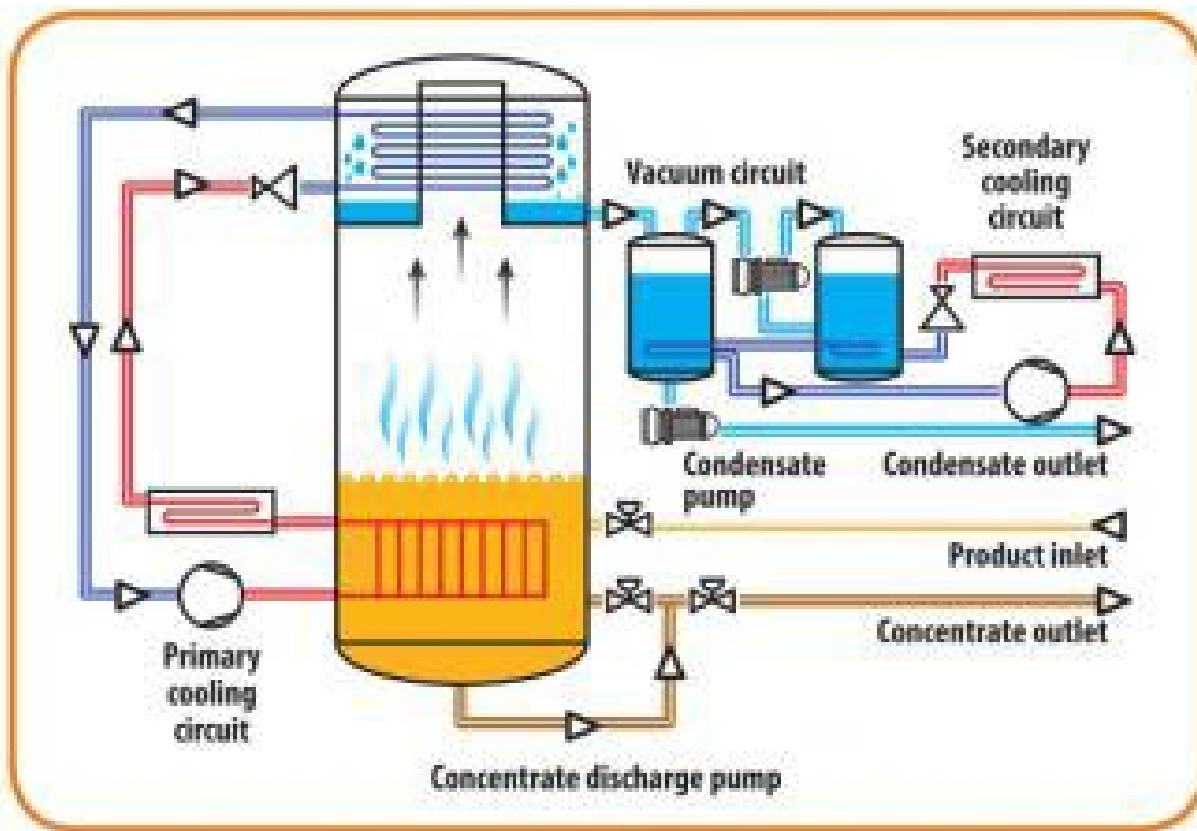 Vacuum circuit
Secondary
cooling
circuit
Condensate
pump
Condensate outlet
Product inlet
Concentrate outlet
Primary
cooling
circuit
Concentrate discharge pump